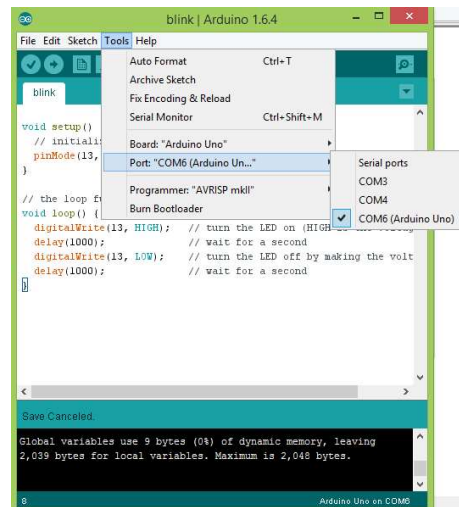 blink | Arduino 1.6.4
File Edit Sketch Tools Help
blink
Auto Format Ctrl+T
Archive Sketch
Fix Encoding & Reload
Serial Monitor Ctrl+Shift+M
Board: "Arduino Uno"
Port: "COM6 (Arduino Un..."
Programmer: "AVRISP mkII"
Burn Bootloader
Serial ports
COM3
COM4
COM6 (Arduino Uno)
void setup()
// initiali
pinMode(13,
}
// the loop fu
void loop() {
digitalWrite(13, HIGH); // turn the LED on (HIGH
delay(1000); // wait for a second
digitalWrite(13, LOW); // turn the LED off by making the volt
delay(1000); // wait for a second
}
Save Canceled.
Global variables use 9 bytes (0%) of dynamic memory, leaving
2,039 bytes for local variables. Maximum is 2,048 bytes.
8 Arduino Uno on COM6